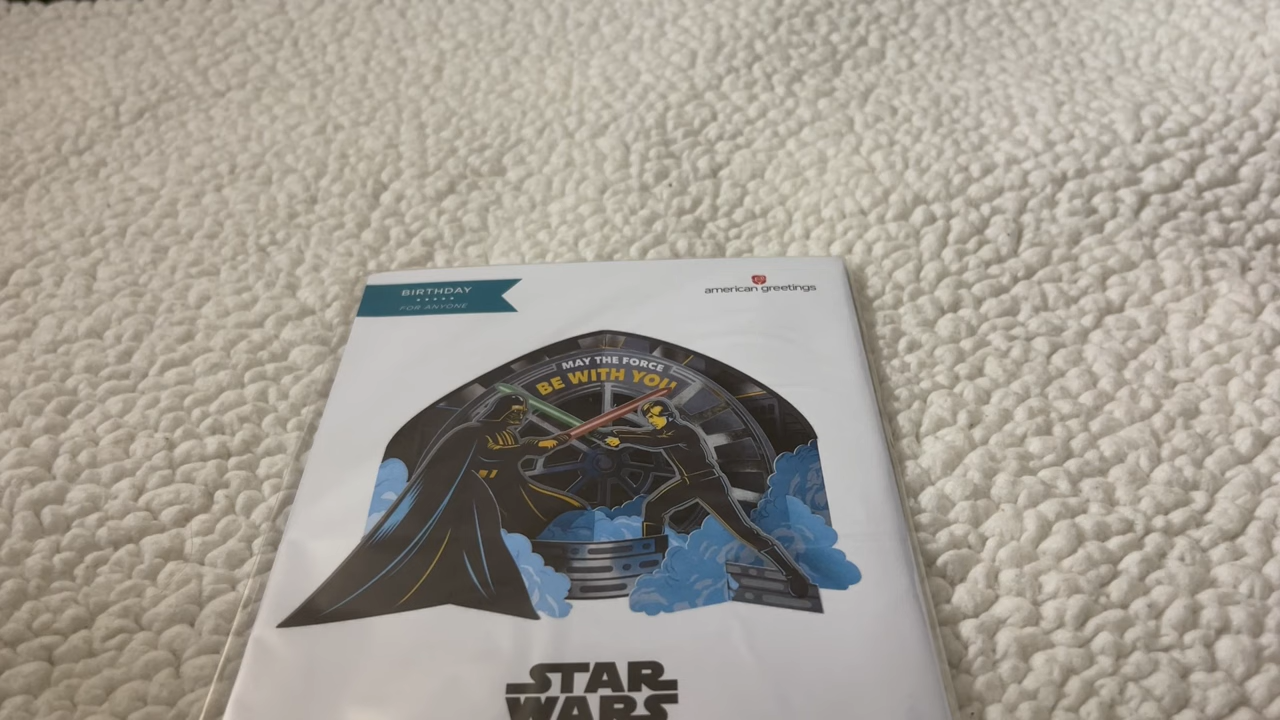 BIRTHDAY
FOR ANYONE
american greetings
MAY THE FORCE
BE WITH YOU
STAR
WARS